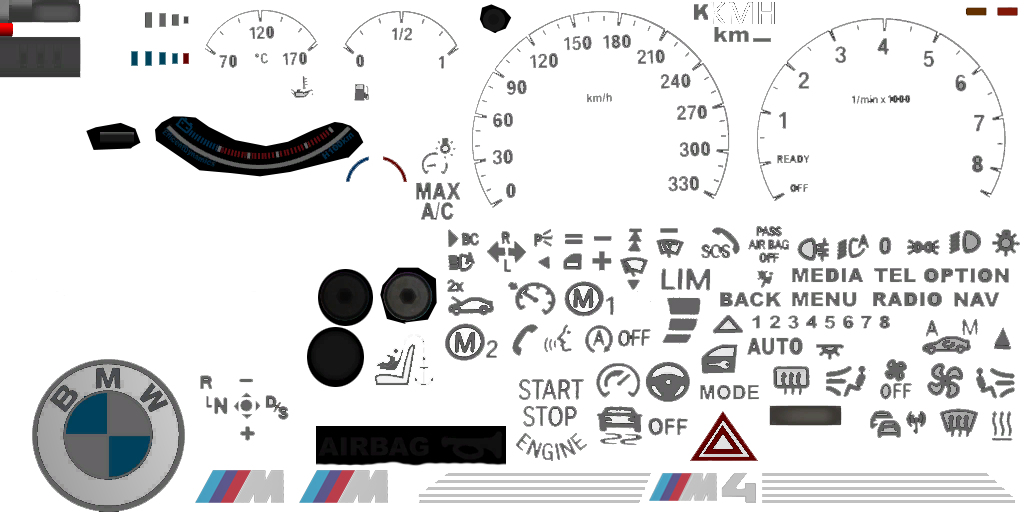 KKMH
km
120
70 °C 170
1/2
0 1
0
30
60
90
120
150
180
210
240
270
300
330
km/h
1
2
3
4
5
6
7
8
1/min x 1000
READY
OFF
MAX
A/C
BC
R
L
P
SOS
PASS
AIR BAG
OFF
A
0
LIM
MEDIA TEL OPTION
BACK MENU RADIO NAV
1 2 3 4 5 6 7 8
2x
M 1
M 2
A OFF
AUTO
A M
MODE
OFF
START
STOP
ENGINE
OFF
AIRBAG
B M W
R
N D/S
M
M
M4